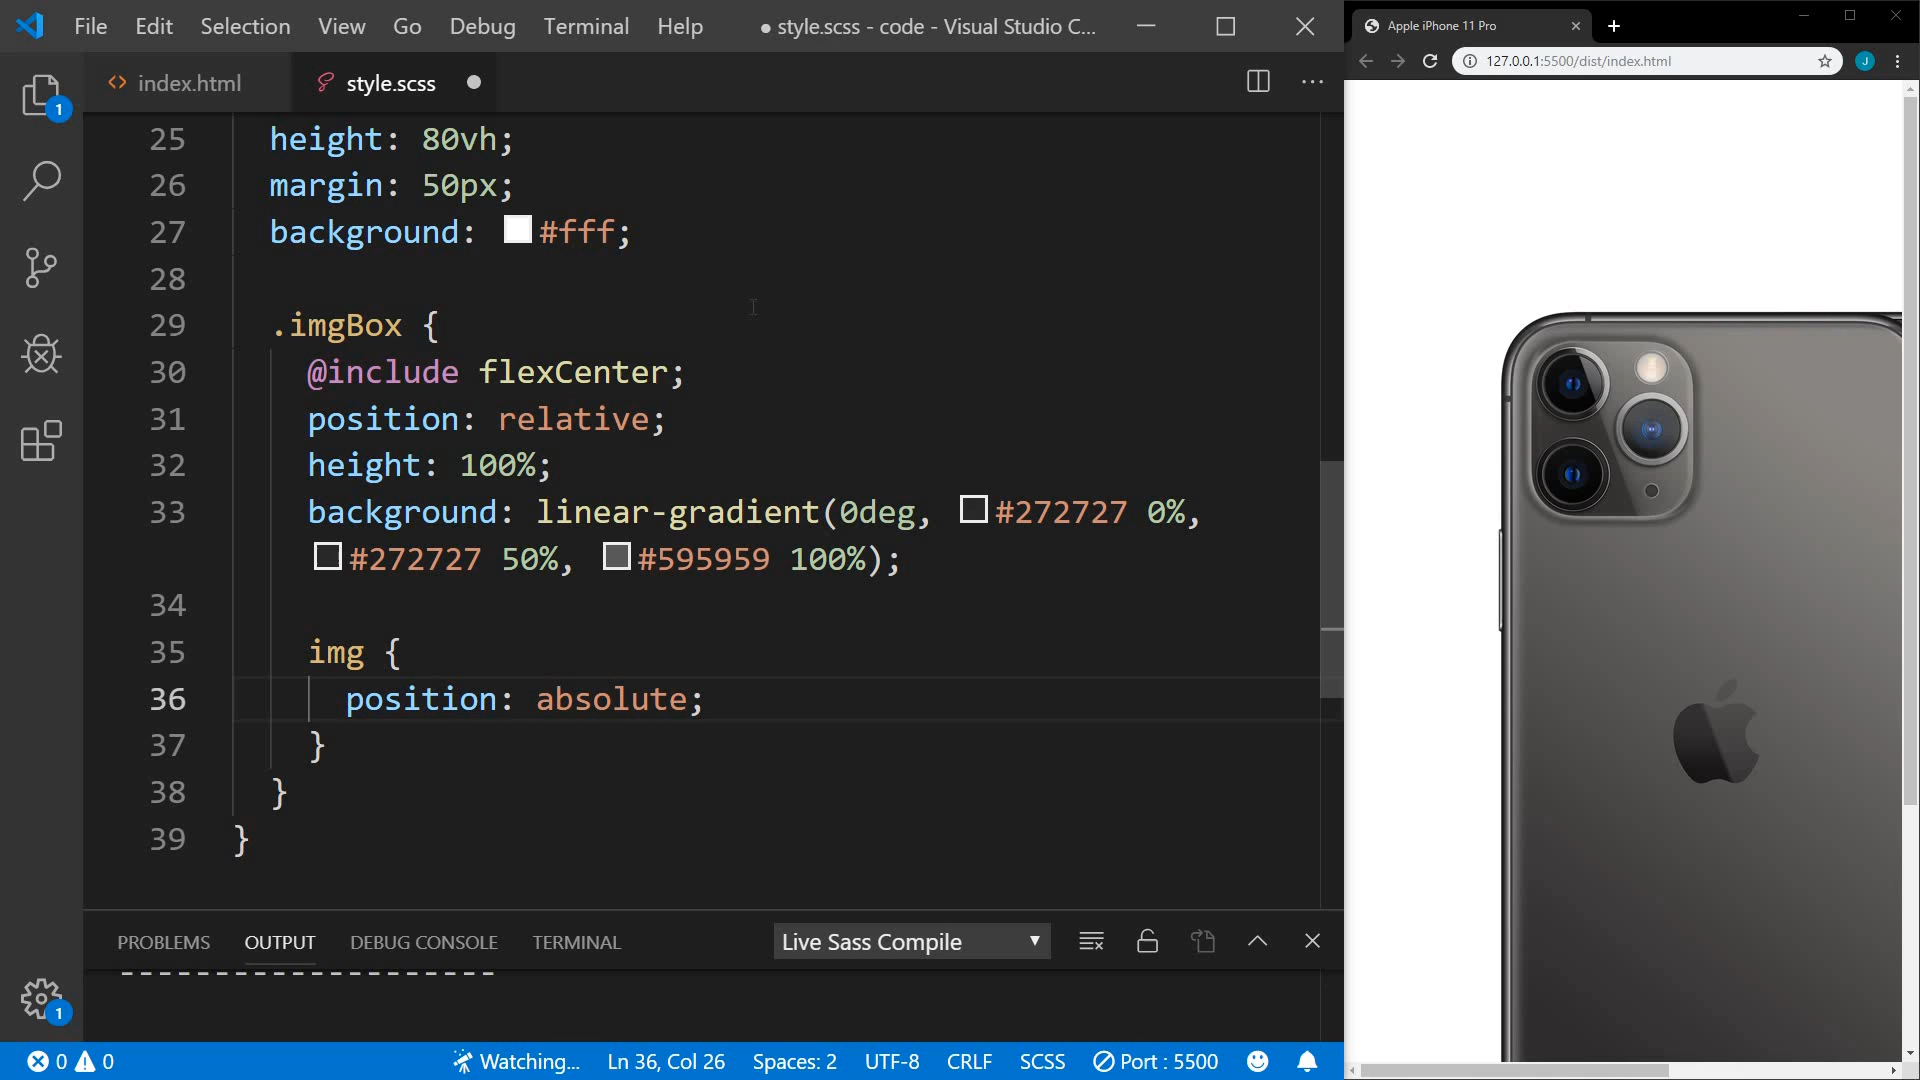 File Edit Selection View Go Debug Terminal Help ● style.scss - code - Visual Studio C...
index.html style.scss
25 height: 80vh;
26 margin: 50px;
27 background: #fff;
28
29 .imgBox {
30 @include flexCenter;
31 position: relative;
32 height: 100%;
33 background: linear-gradient(0deg, #272727 0%,
#272727 50%, #595959 100%);
34
35 img {
36 position: absolute;
37 }
38 }
39 }
PROBLEMS OUTPUT DEBUG CONSOLE TERMINAL Live Sass Compile
--------------------
1
1
0 0 Watching... Ln 36, Col 26 Spaces: 2 UTF-8 CRLF SCSS Port : 5500
Apple iPhone 11 Pro
127.0.0.1:5500/dist/index.html J